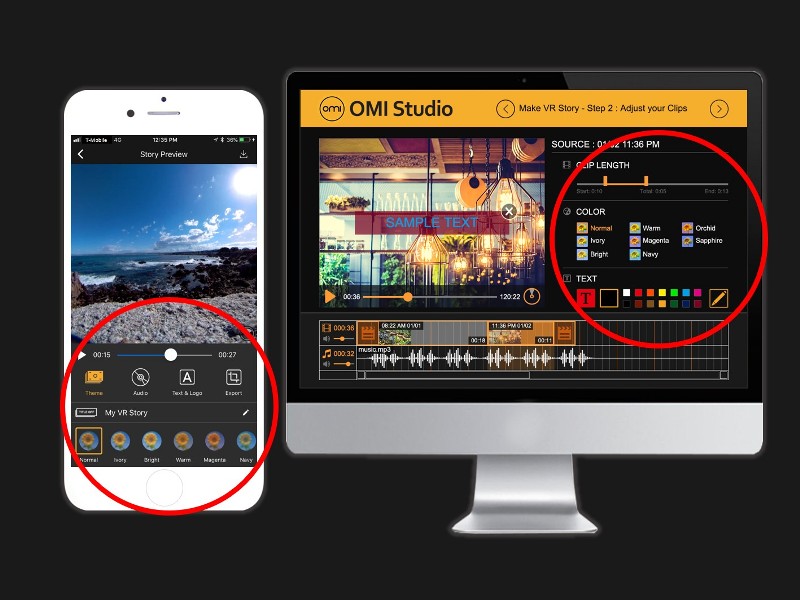 T-Mobile 4G 12:35 PM 36%
Story Preview
00:15 00:27
Theme Audio Text & Logo Export
My VR Story
Normal Ivory Bright Warm Magenta Navy
omi OMI Studio Make VR Story - Step 2 : Adjust your Clips
SAMPLE TEXT
00:36 120:22
SOURCE : 01/02 11:36 PM
CLIP LENGTH
Start: 0:10 Total: 0:05 End: 0:13
COLOR
Normal Warm Orchid
Ivory Magenta Sapphire
Bright Navy
TEXT
T
000:36 08:22 AM 01/01 11:36 PM 01/02
00:18 00:11
music.mp3
000:32